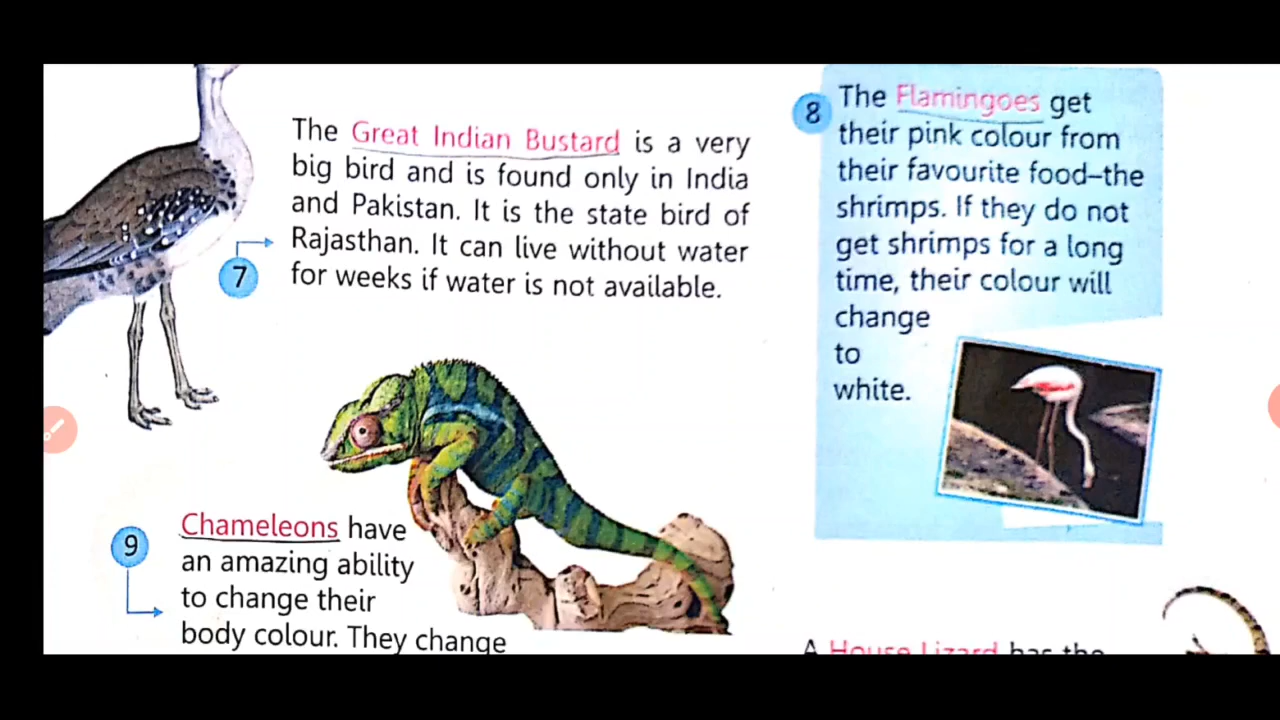 The Great Indian Bustard is a very
big bird and is found only in India
and Pakistan. It is the state bird of
Rajasthan. It can live without water
for weeks if water is not available.
7
8
The Flamingoes get
their pink colour from
their favourite food–the
shrimps. If they do not
get shrimps for a long
time, their colour will
change
to
white.
9
Chameleons have
an amazing ability
to change their
body colour. They change
A House Lizard has the